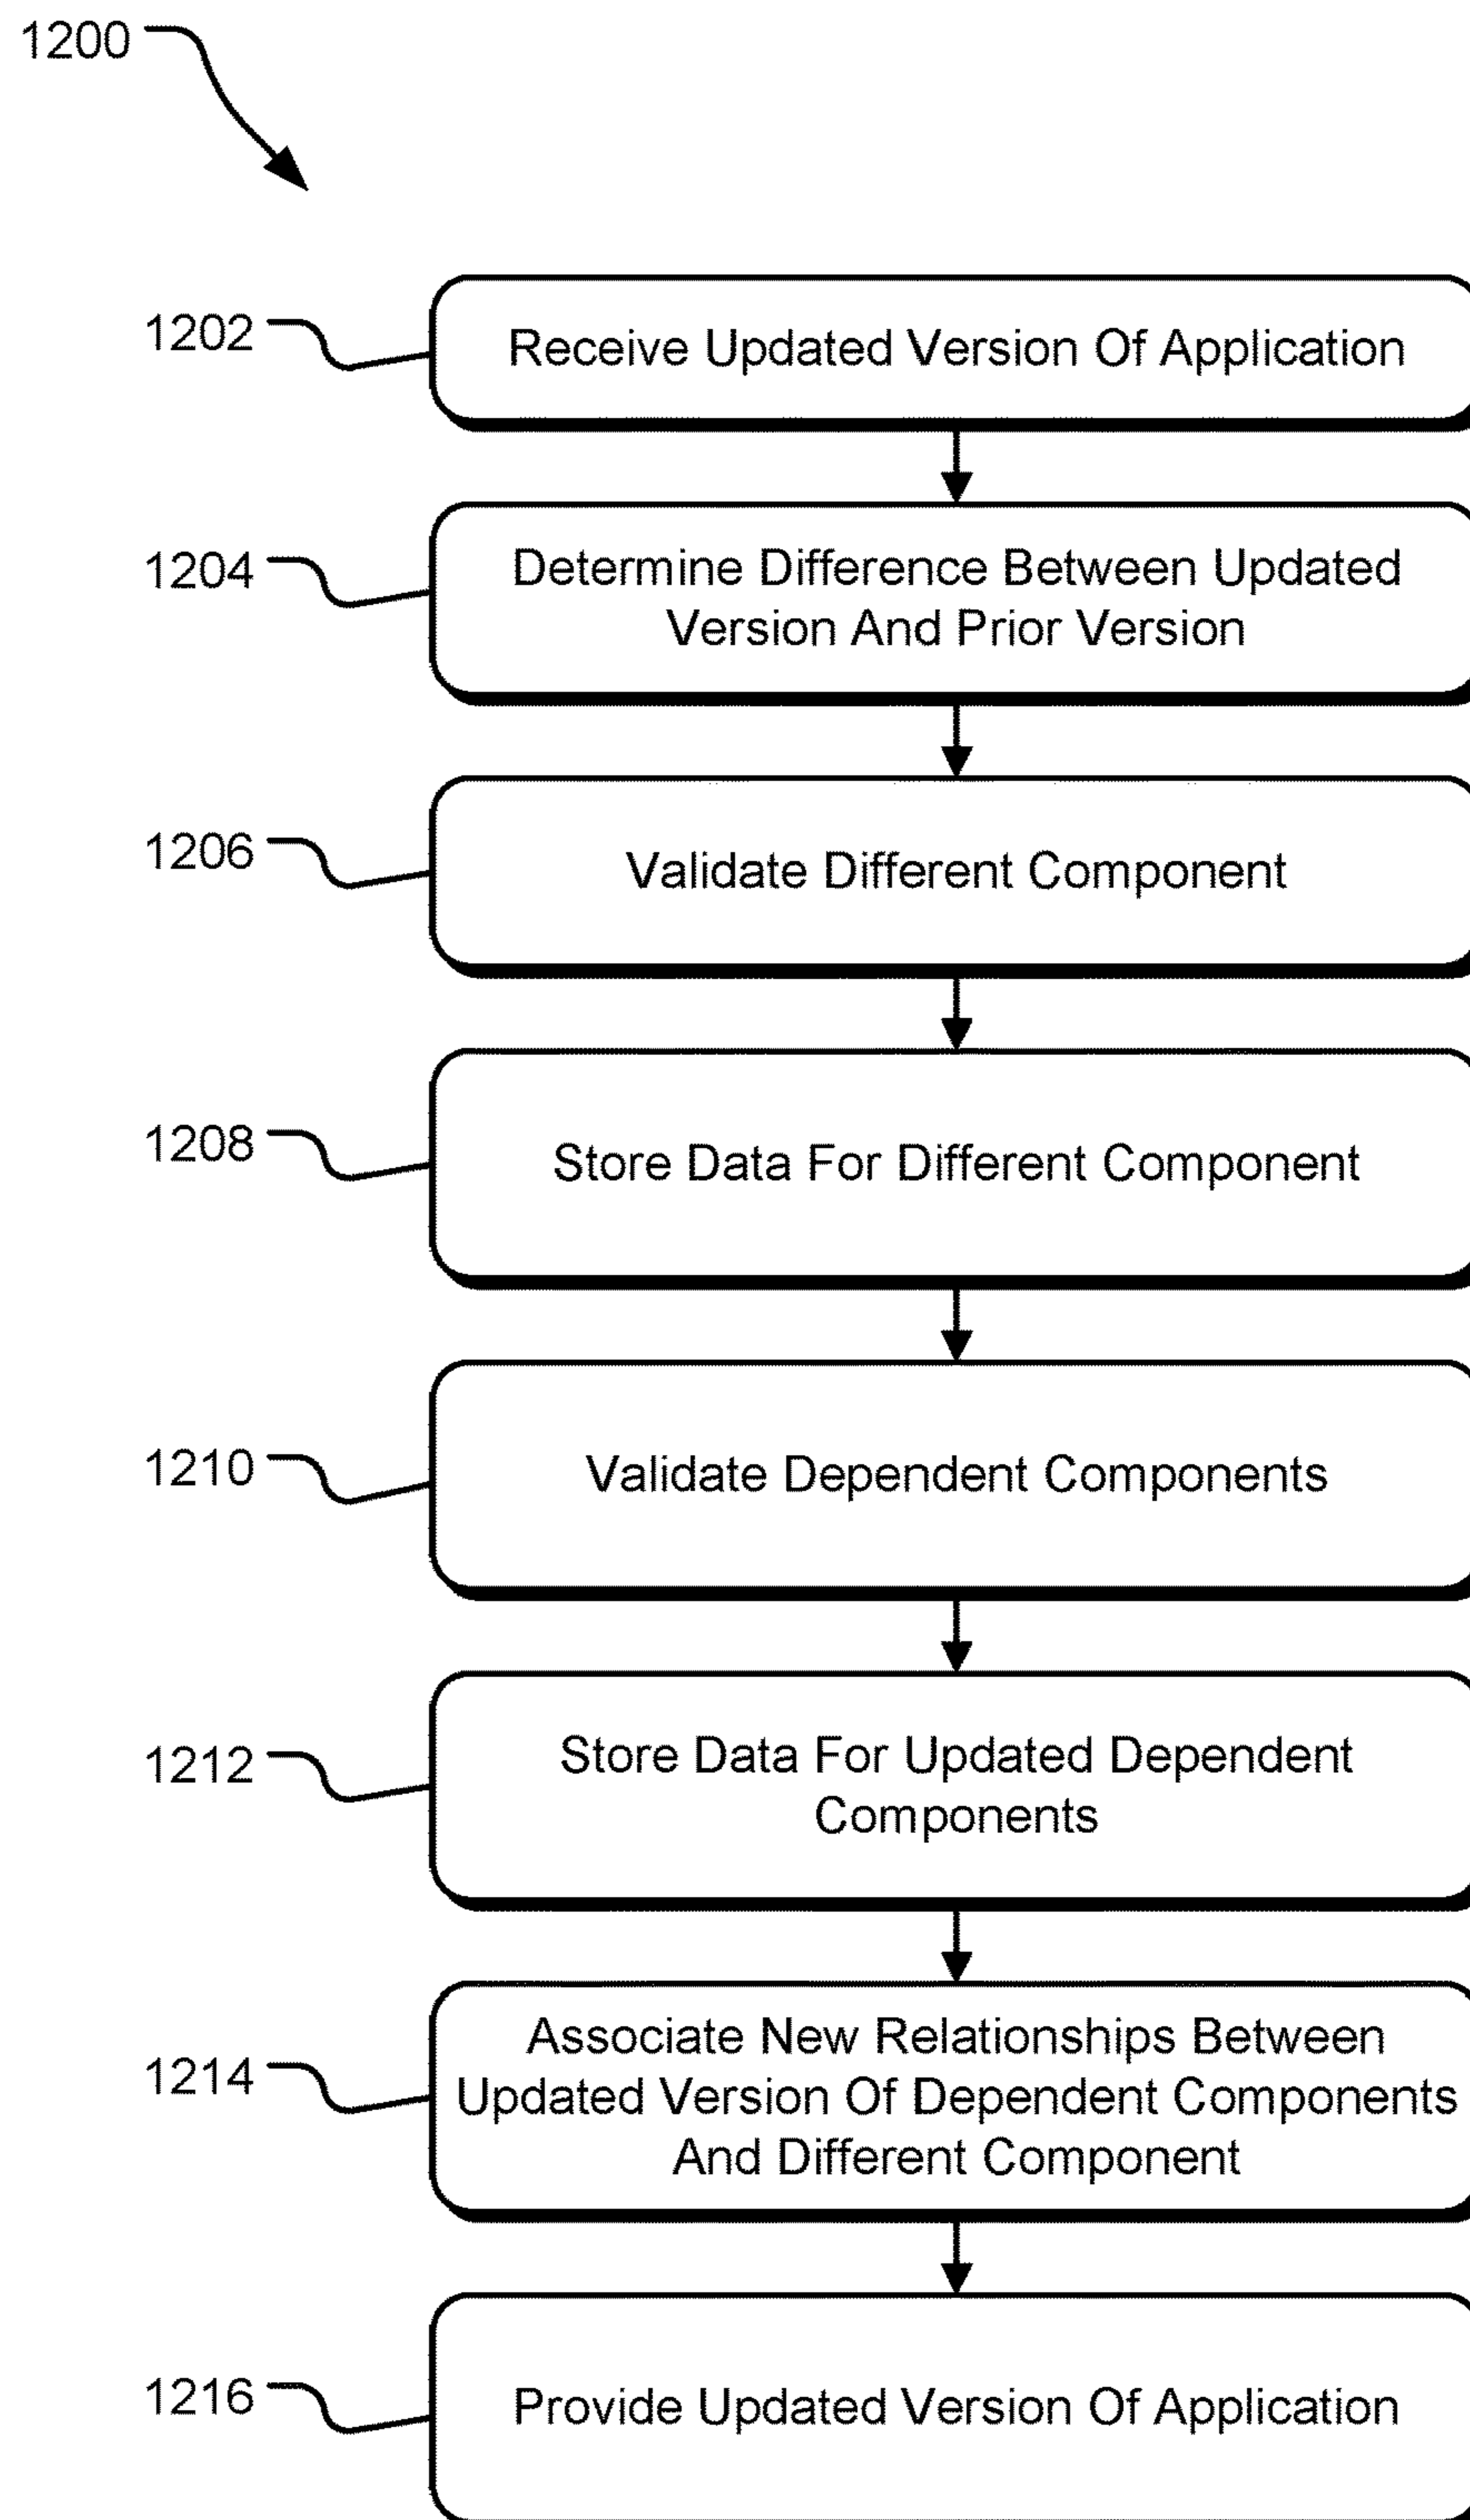 1200
1202
Receive Updated Version Of Application
1204
Determine Difference Between Updated
Version And Prior Version
1206
Validate Different Component
1208
Store Data For Different Component
1210
Validate Dependent Components
1212
Store Data For Updated Dependent
Components
1214
Associate New Relationships Between
Updated Version Of Dependent Components
And Different Component
1216
Provide Updated Version Of Application